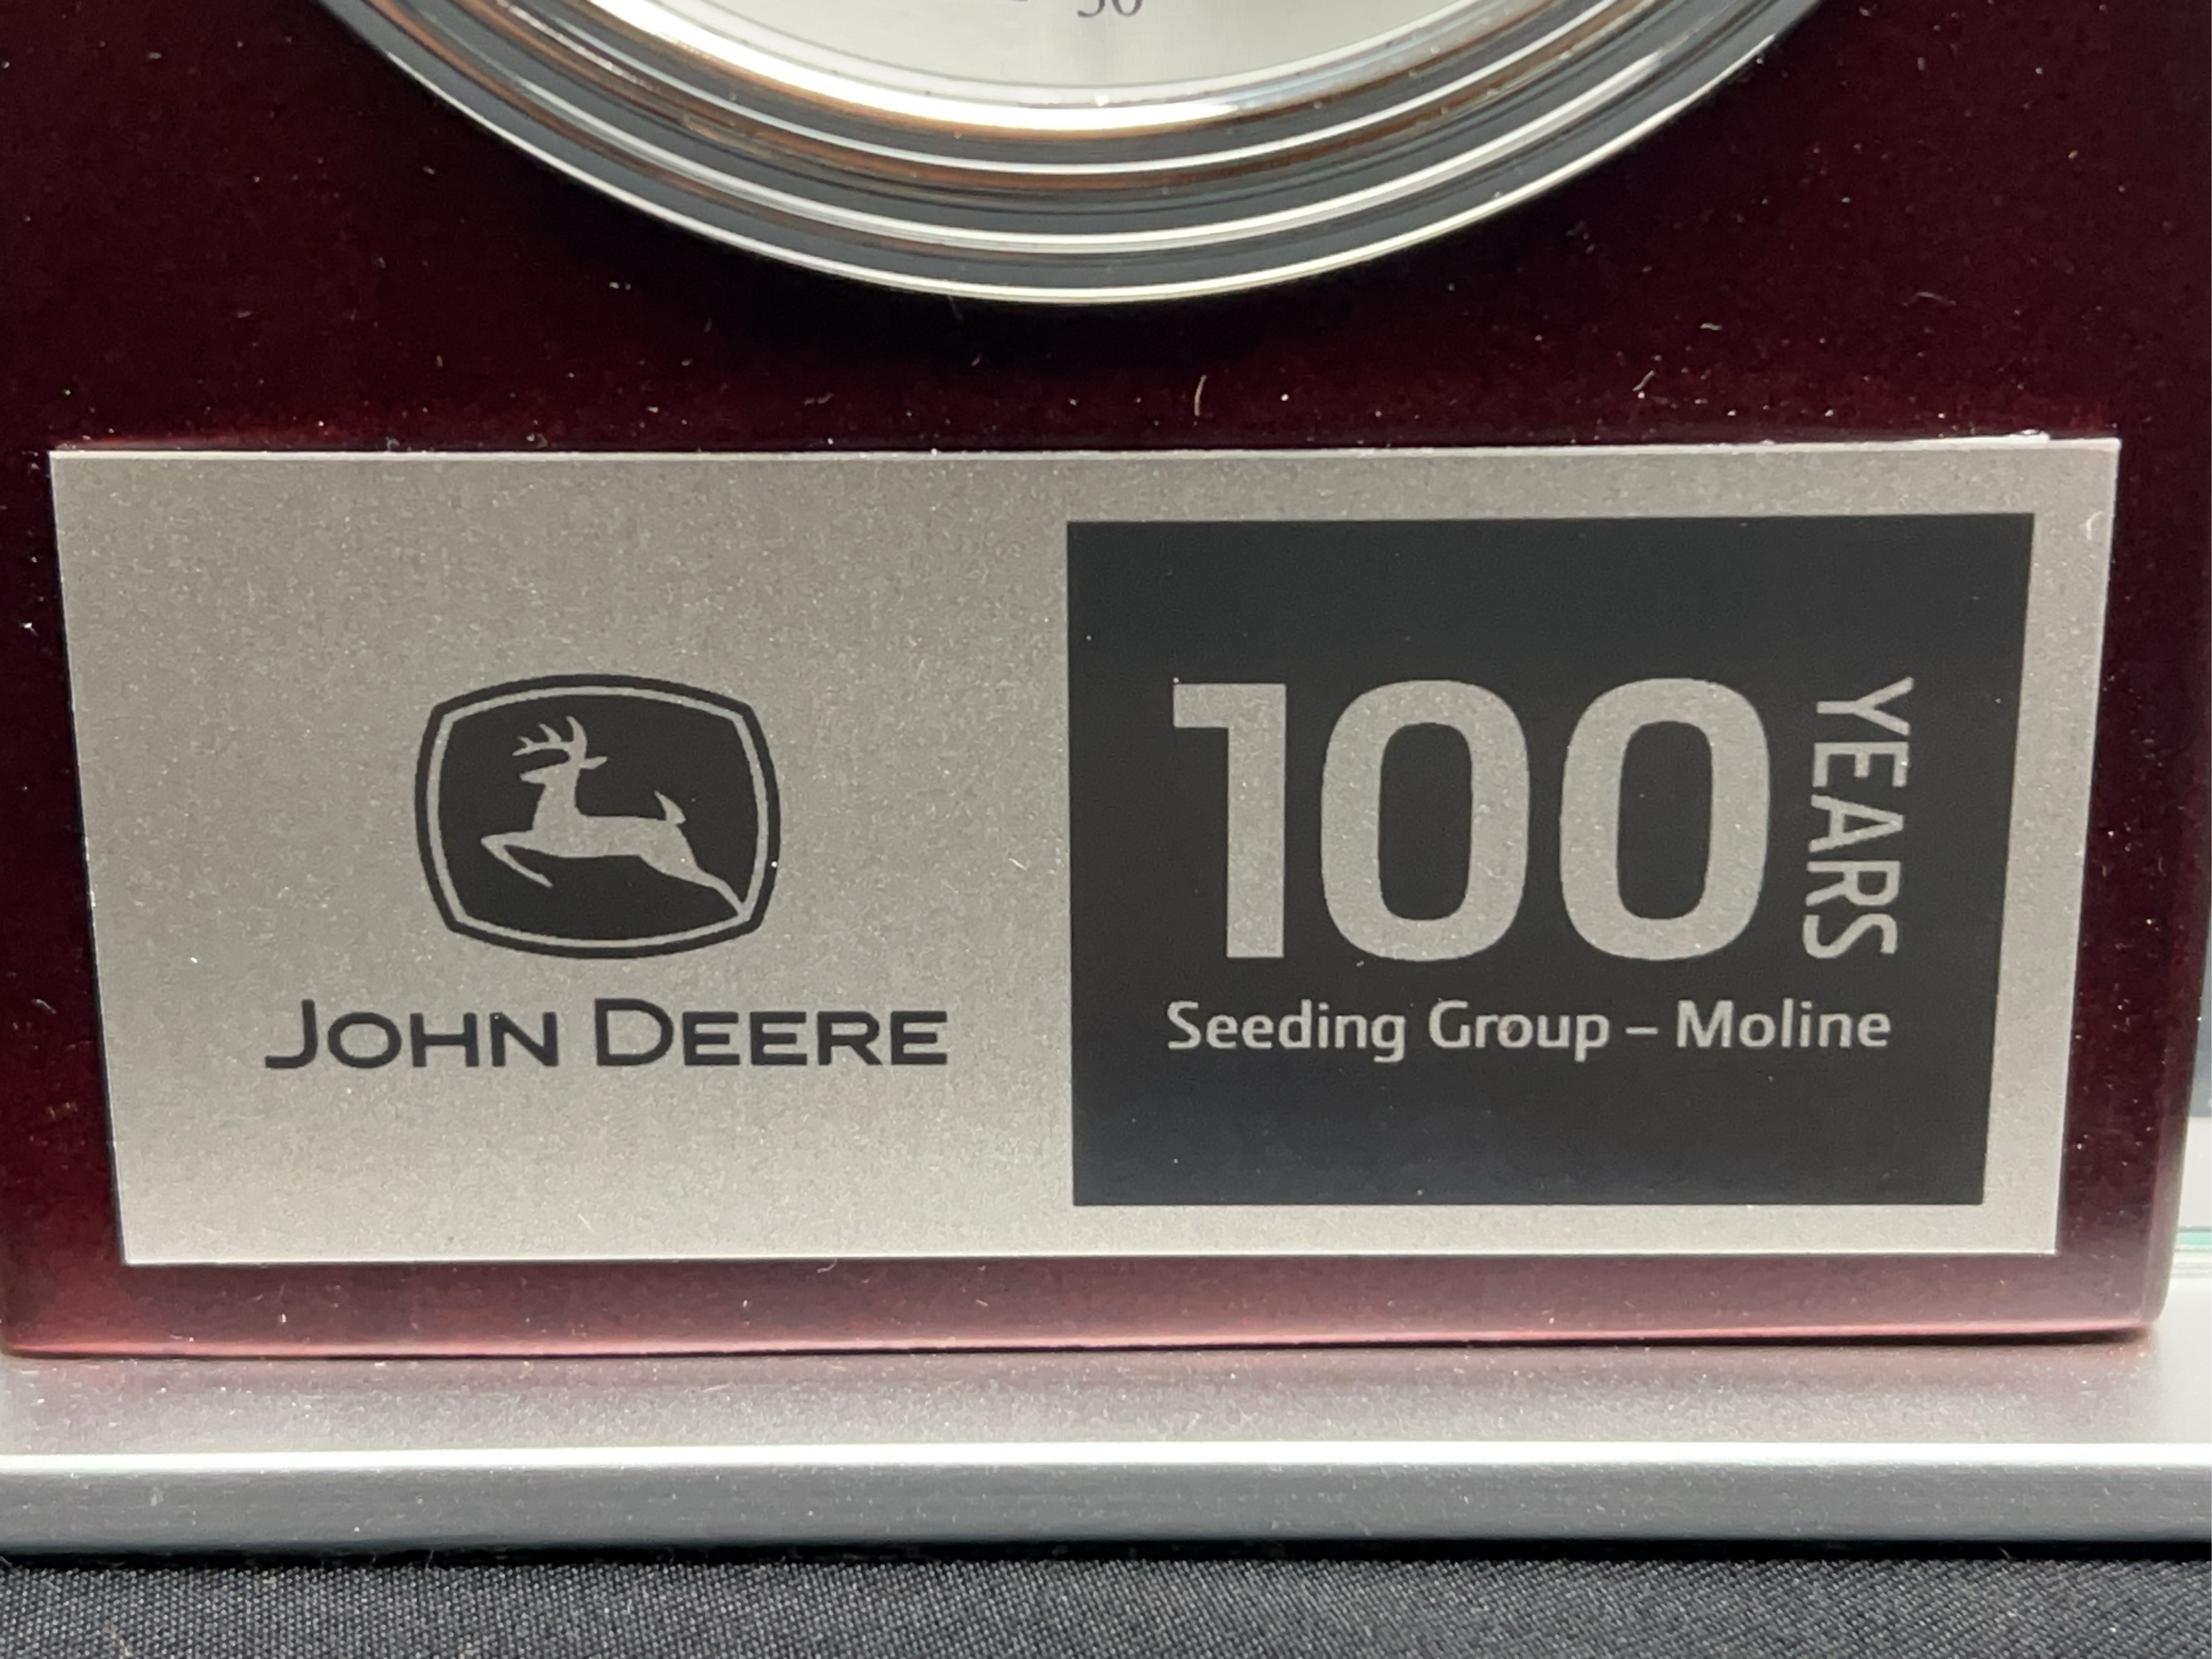 JOHN DEERE
100 YEARS
Seeding Group – Moline